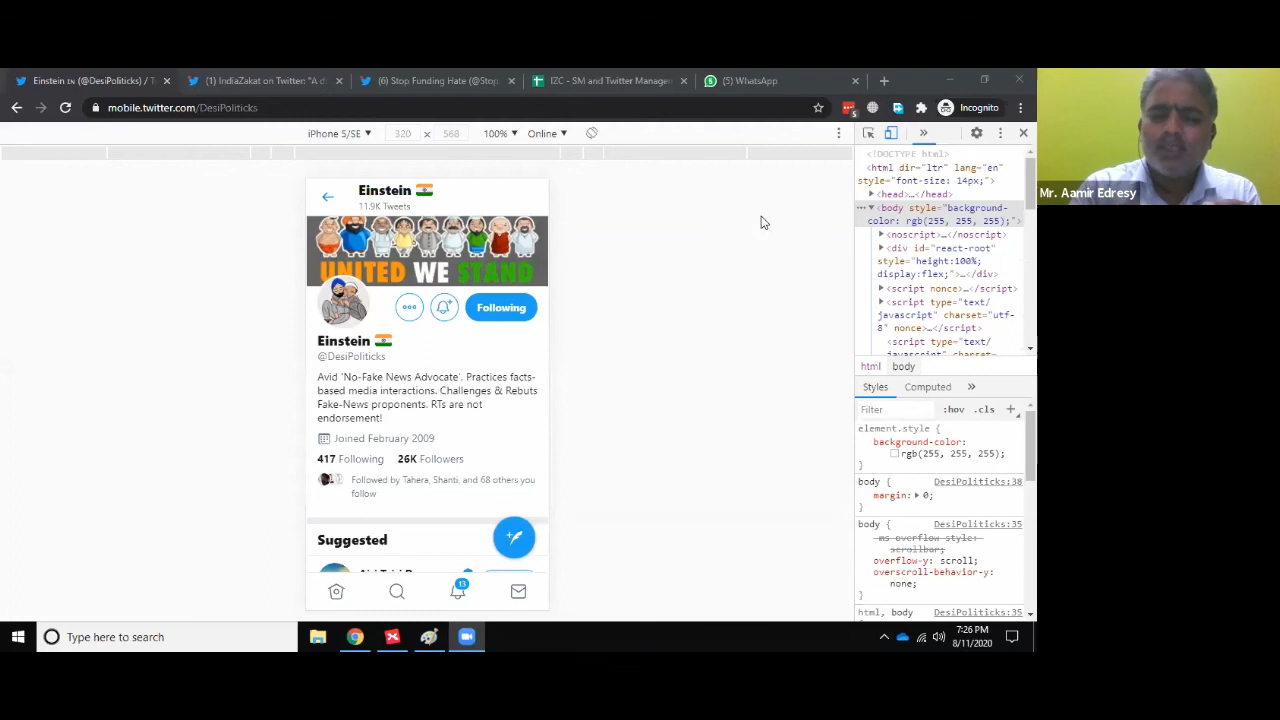 Einstein IN (@DesiPoliticks) / T
(1) IndiaZakat on Twitter: "A d
(6) Stop Funding Hate (@Stop
IZC - SM and Twitter Manage
(5) WhatsApp
mobile.twitter.com/DesiPoliticks
5
Incognito
iPhone 5/SE
320 × 568
100%
Online
Einstein 🇮🇳
11.9K Tweets
UNITED WE STAND
Following
Einstein 🇮🇳
@DesiPoliticks
Avid 'No-Fake News Advocate'. Practices facts-
based media interactions. Challenges & Rebuts
Fake-News proponents. RTs are not
endorsement!
Joined February 2009
417 Following 26K Followers
Followed by Tahera, Shanti, and 68 others you
follow
Suggested
13
<!DOCTYPE html>
<html dir="ltr" lang="en"
style="font-size: 14px;">
<head>…</head>
<body style="background-
color: rgb(255, 255, 255);">
<noscript>…</noscript>
<div id="react-root"
style="height:100%;
display:flex;">…</div>
<script nonce>…</script>
<script type="text/
javascript" charset="utf-
8" nonce>…</script>
<script type="text/
javascript" charset=
html body
Styles Computed
Filter :hov .cls +
element.style {
background-color:
rgb(255, 255, 255);
}
body { DesiPoliticks:38
margin: 0;
}
body { DesiPoliticks:35
-ms-overflow-style:
scrollbar;
overflow-y: scroll;
overscroll-behavior-y:
none;
}
html, body DesiPoliticks:35
Mr. Aamir Edresy
Type here to search
7:26 PM
8/11/2020